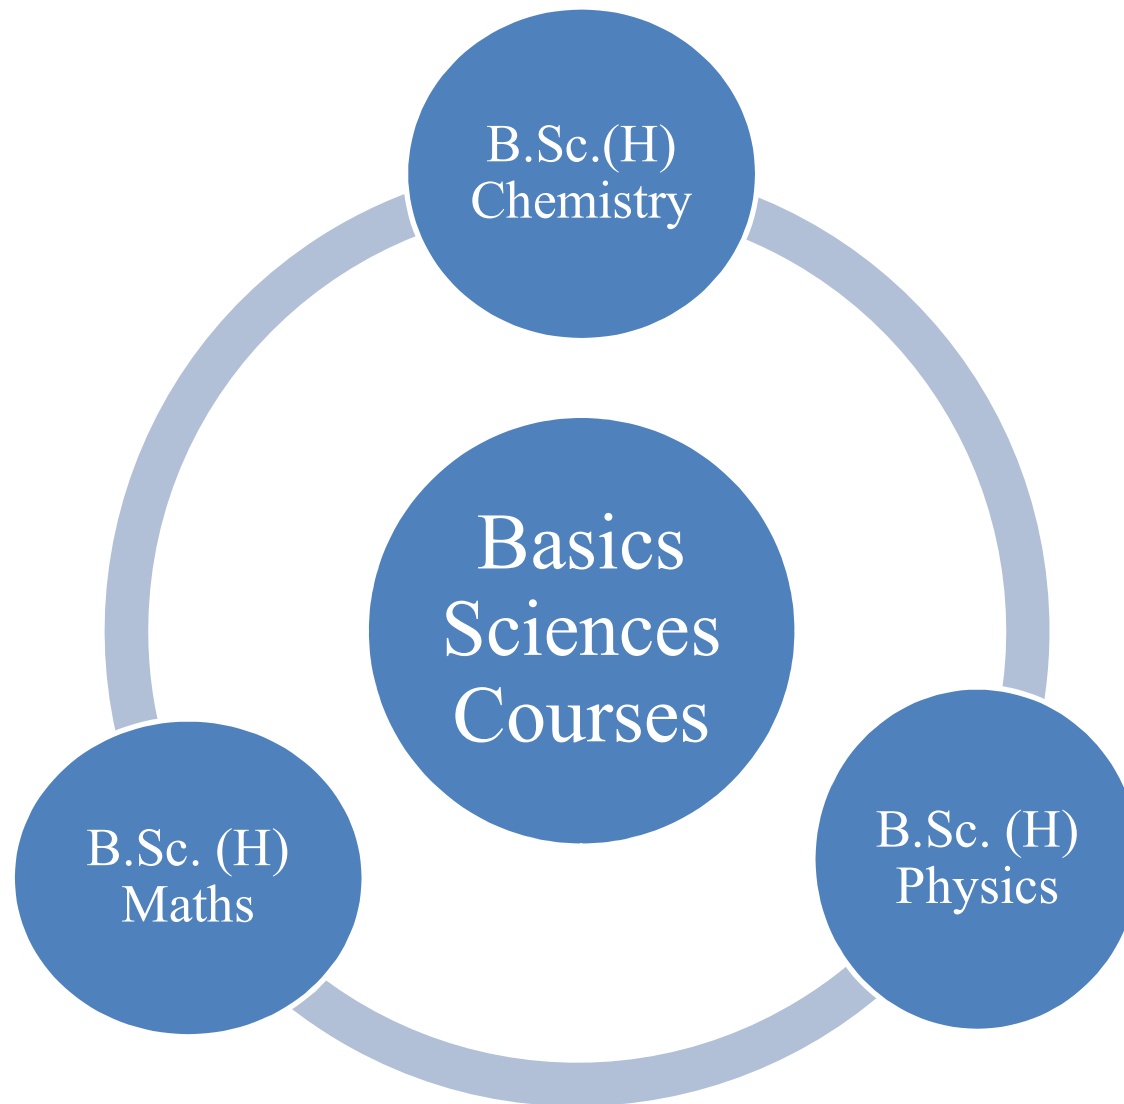 B.Sc.(H)
Chemistry
Basics
Sciences
Courses
B.Sc. (H)
Maths
B.Sc. (H)
Physics